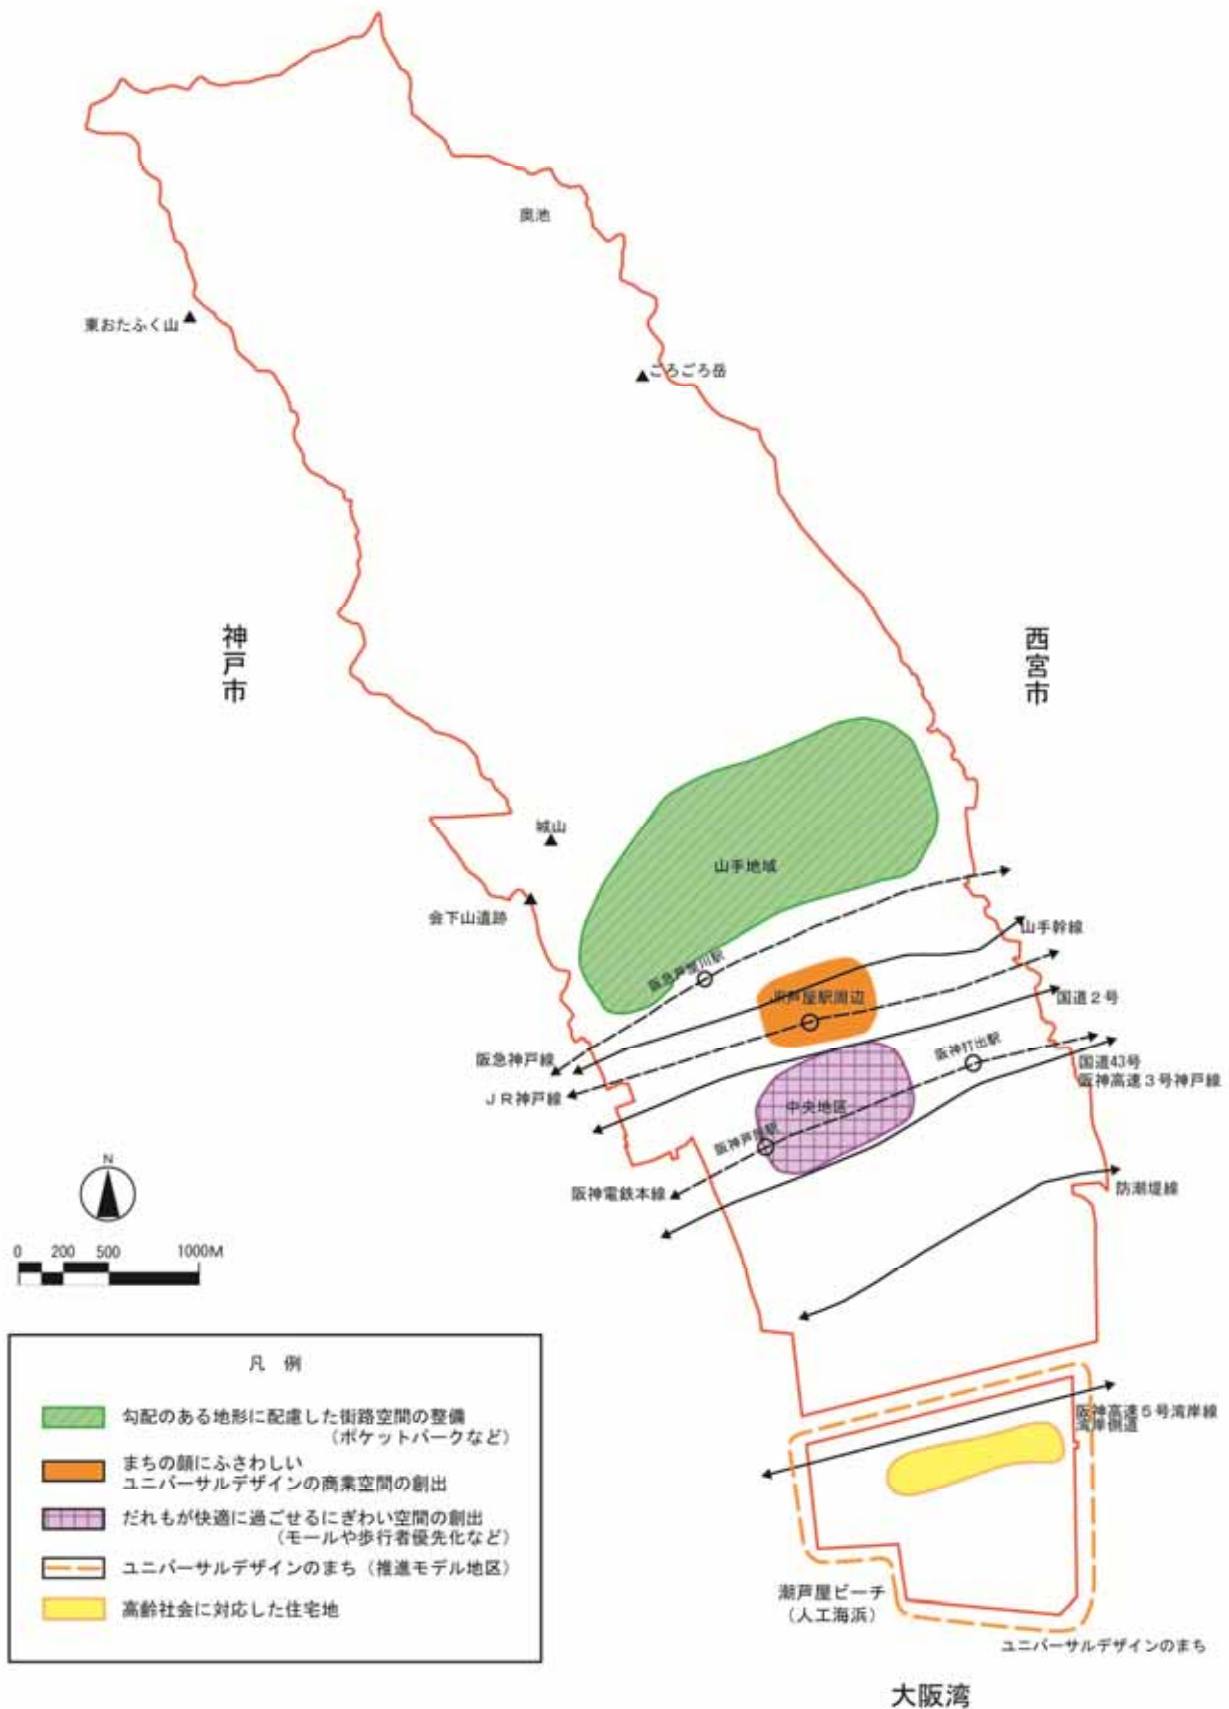 奥池
東おたふく山
ごろごろ岳
神戸市
西宮市
城山
山手地域
会下山遺跡
山手幹線
阪急芦屋川駅
JR芦屋駅周辺
国道2号
阪神打出駅
阪急神戸線
国道43号
阪神高速3号神戸線
JR神戸線
中央地区
阪神芦屋駅
阪神電鉄本線
防潮堤線
N
0 200 500 1000M
凡 例
勾配のある地形に配慮した街路空間の整備
(ポケットパークなど)
まちの顔にふさわしい
ユニバーサルデザインの商業空間の創出
だれもが快適に過ごせるにぎわい空間の創出
(モールや歩行者優先化など)
ユニバーサルデザインのまち(推進モデル地区)
高齢社会に対応した住宅地
阪神高速5号湾岸線
湾岸側道
潮芦屋ビーチ
(人工海浜)
ユニバーサルデザインのまち
大阪湾